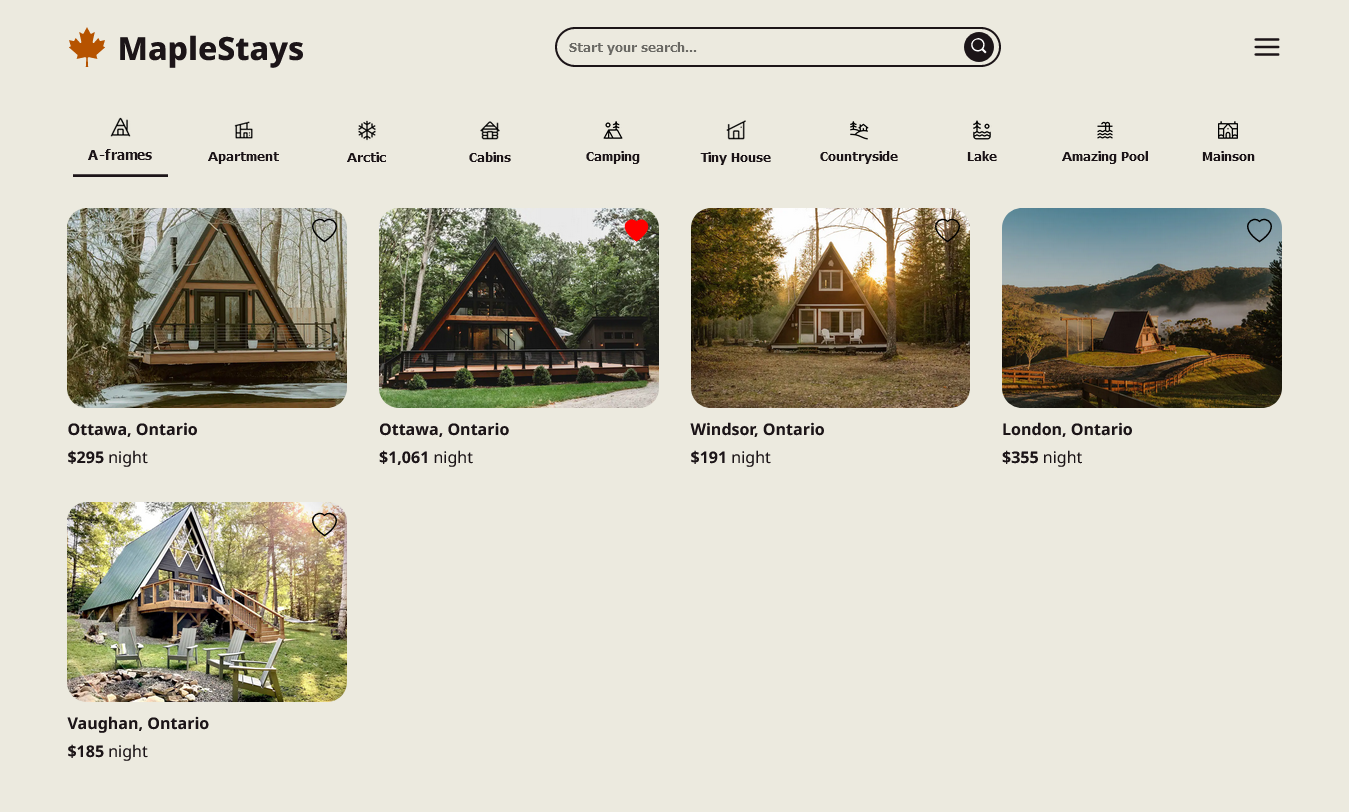 MapleStays
Start your search...
A-frames
Apartment
Arctic
Cabins
Camping
Tiny House
Countryside
Lake
Amazing Pool
Mainson
Ottawa, Ontario
$295 night
Ottawa, Ontario
$1,061 night
Windsor, Ontario
$191 night
London, Ontario
$355 night
Vaughan, Ontario
$185 night